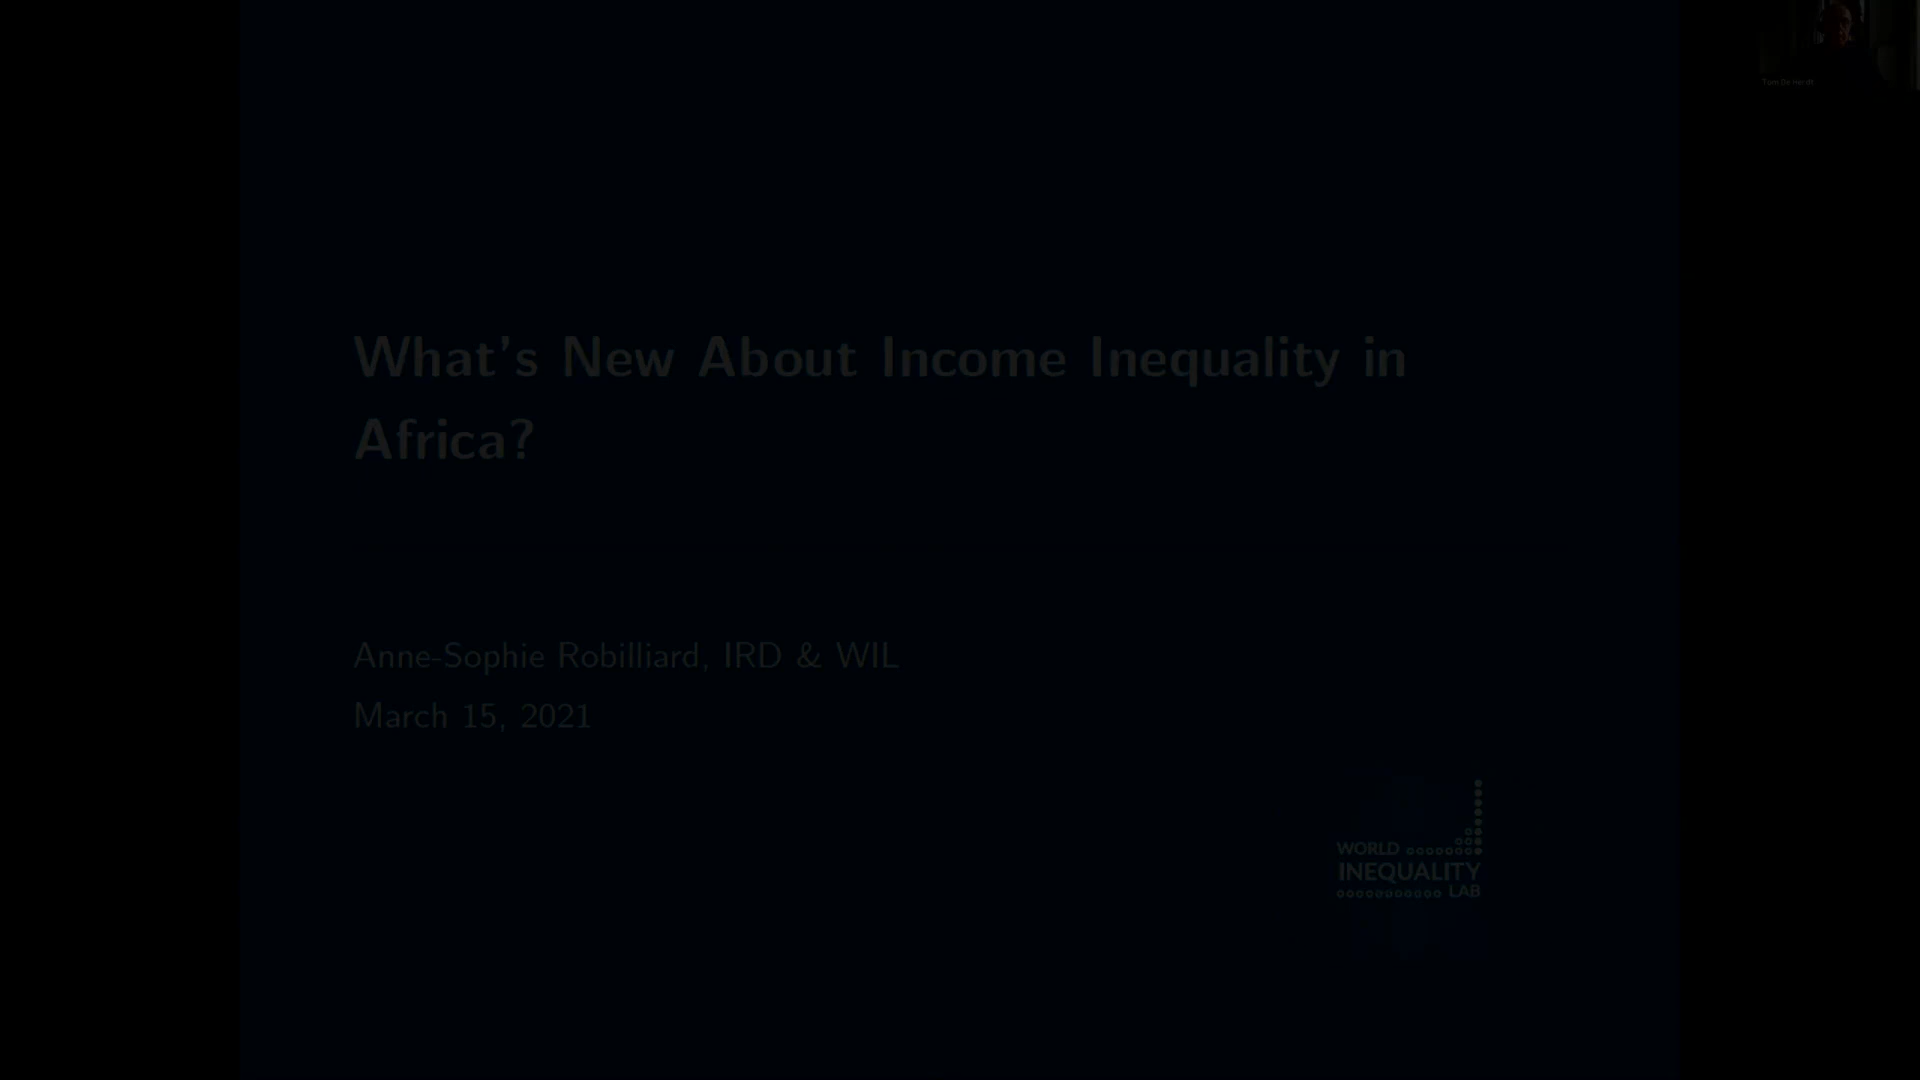 What's New About Income Inequality in
Africa?
Anne-Sophie Robilliard, IRD & WIL
March 15, 2021
WORLD
INEQUALITY
LAB